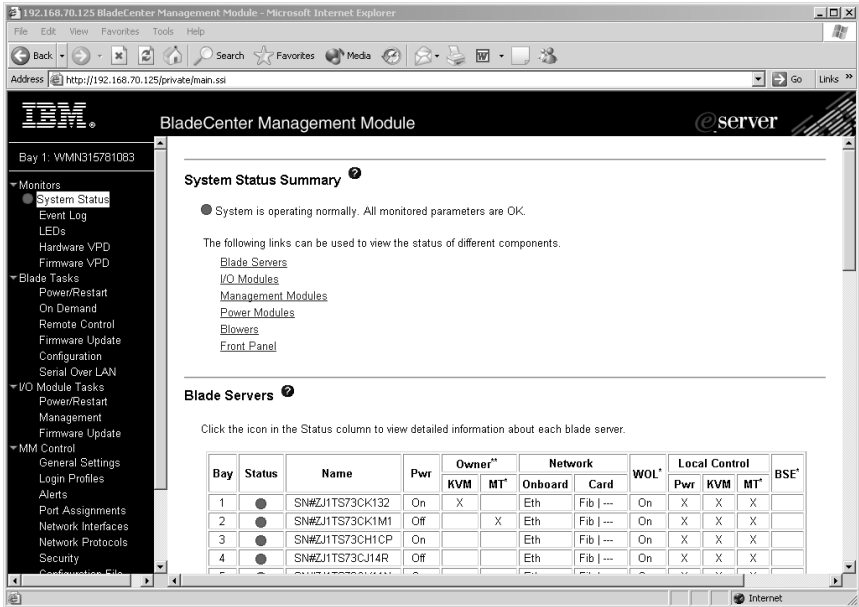 192.168.70.125 BladeCenter Management Module - Microsoft Internet Explorer
File Edit View Favorites Tools Help
Back Search Favorites Media
Address http://192.168.70.125/private/main.ssi Go Links »
IBM® BladeCenter Management Module @server
Bay 1: WMN315781083
Monitors
System Status
Event Log
LEDs
Hardware VPD
Firmware VPD
Blade Tasks
Power/Restart
On Demand
Remote Control
Firmware Update
Configuration
Serial Over LAN
I/O Module Tasks
Power/Restart
Management
Firmware Update
MM Control
General Settings
Login Profiles
Alerts
Port Assignments
Network Interfaces
Network Protocols
Security
Configuration File
System Status Summary ?
System is operating normally. All monitored parameters are OK.
The following links can be used to view the status of different components.
Blade Servers
I/O Modules
Management Modules
Power Modules
Blowers
Front Panel
Blade Servers ?
Click the icon in the Status column to view detailed information about each blade server.
Bay Status Name Pwr Owner** Network WOL* Local Control BSE*
KVM MT* Onboard Card Pwr KVM MT*
1 SN#ZJ1TS73CK132 On X Eth Fib | --- On X X X
2 SN#ZJ1TS73CK1M1 Off X Eth Fib | --- On X X X
3 SN#ZJ1TS73CH1CP On Eth Fib | --- On X X X
4 SN#ZJ1TS73CJ14R Off Eth Fib | --- On X X X
Internet